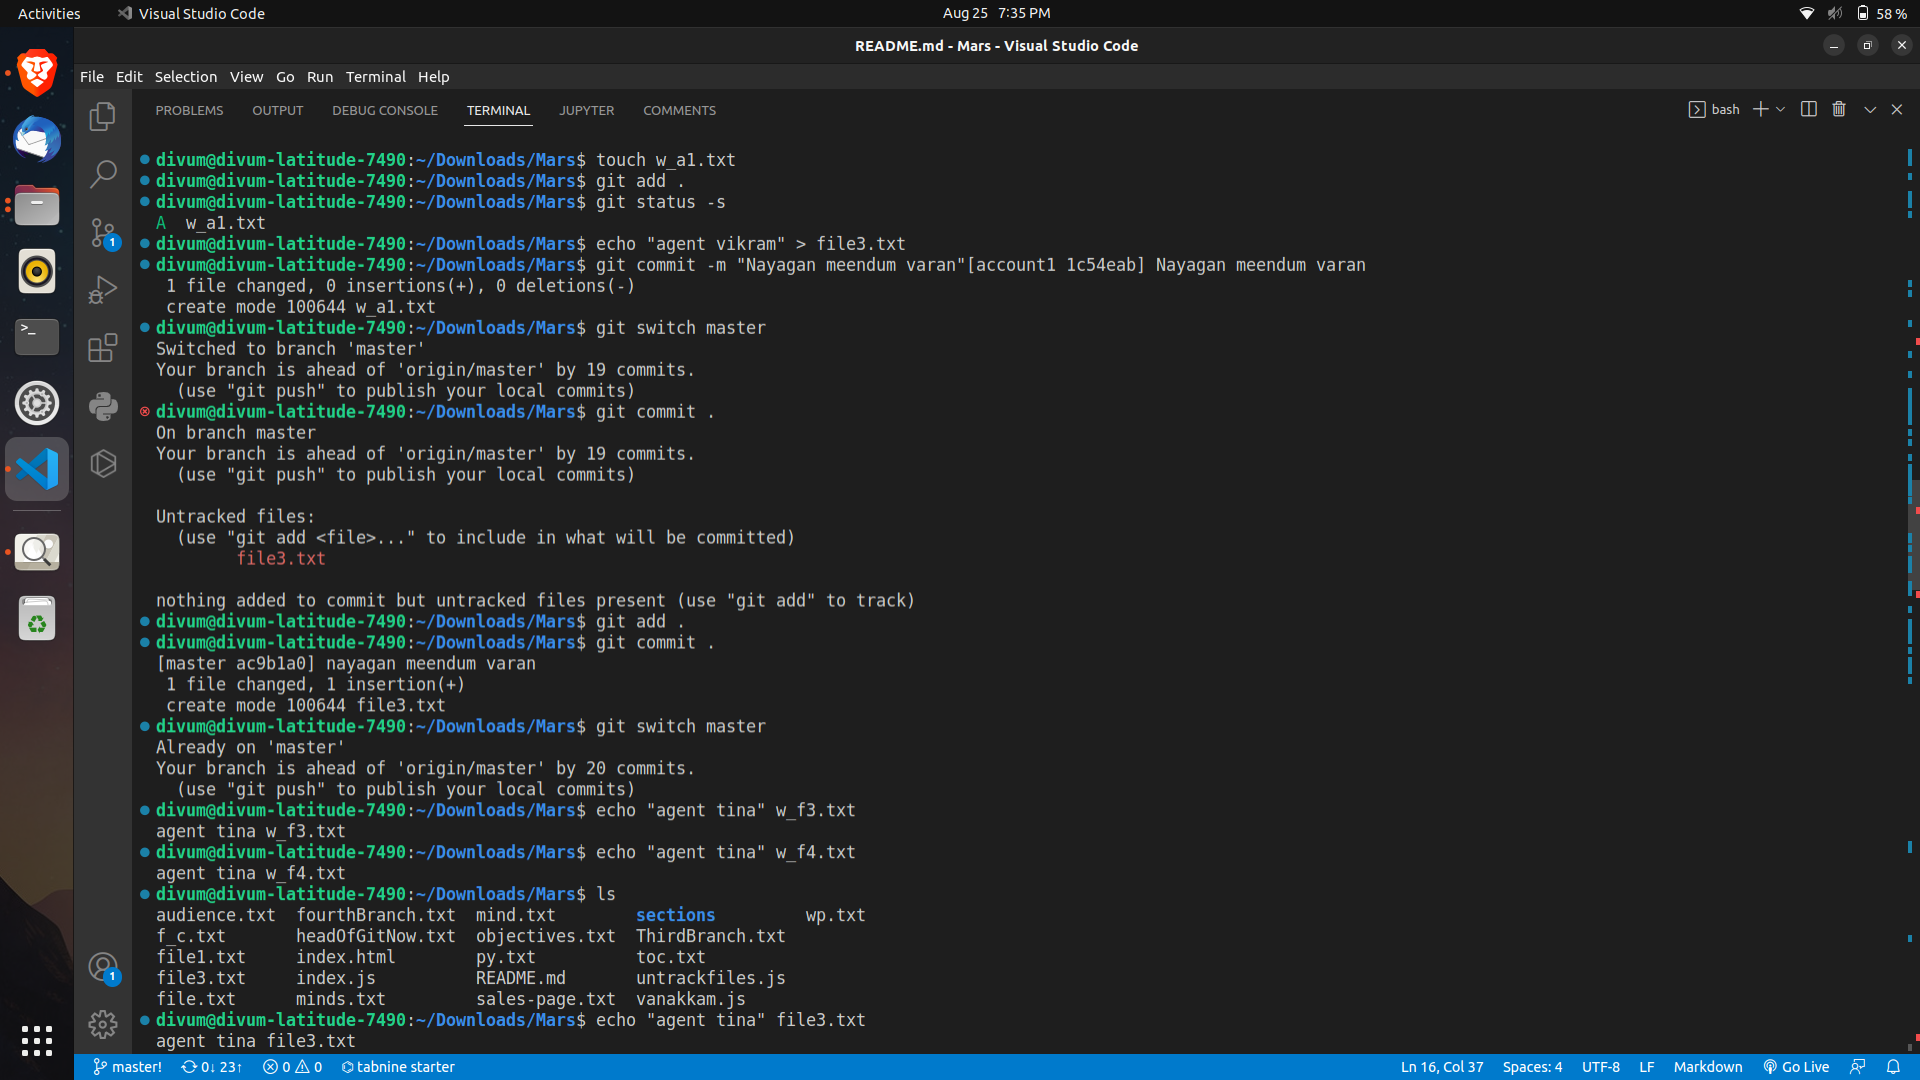 Activities Visual Studio Code Aug 25 7:35 PM 58 %
README.md - Mars - Visual Studio Code
File Edit Selection View Go Run Terminal Help
PROBLEMS OUTPUT DEBUG CONSOLE TERMINAL JUPYTER COMMENTS bash
divum@divum-latitude-7490:~/Downloads/Mars$ touch w_a1.txt
divum@divum-latitude-7490:~/Downloads/Mars$ git add .
divum@divum-latitude-7490:~/Downloads/Mars$ git status -s
A  w_a1.txt
divum@divum-latitude-7490:~/Downloads/Mars$ echo "agent vikram" > file3.txt
divum@divum-latitude-7490:~/Downloads/Mars$ git commit -m "Nayagan meendum varan"[account1 1c54eab] Nayagan meendum varan
 1 file changed, 0 insertions(+), 0 deletions(-)
 create mode 100644 w_a1.txt
divum@divum-latitude-7490:~/Downloads/Mars$ git switch master
Switched to branch 'master'
Your branch is ahead of 'origin/master' by 19 commits.
  (use "git push" to publish your local commits)
divum@divum-latitude-7490:~/Downloads/Mars$ git commit .
On branch master
Your branch is ahead of 'origin/master' by 19 commits.
  (use "git push" to publish your local commits)
Untracked files:
  (use "git add <file>..." to include in what will be committed)
        file3.txt
nothing added to commit but untracked files present (use "git add" to track)
divum@divum-latitude-7490:~/Downloads/Mars$ git add .
divum@divum-latitude-7490:~/Downloads/Mars$ git commit .
[master ac9b1a0] nayagan meendum varan
 1 file changed, 1 insertion(+)
 create mode 100644 file3.txt
divum@divum-latitude-7490:~/Downloads/Mars$ git switch master
Already on 'master'
Your branch is ahead of 'origin/master' by 20 commits.
  (use "git push" to publish your local commits)
divum@divum-latitude-7490:~/Downloads/Mars$ echo "agent tina" w_f3.txt
agent tina w_f3.txt
divum@divum-latitude-7490:~/Downloads/Mars$ echo "agent tina" w_f4.txt
agent tina w_f4.txt
divum@divum-latitude-7490:~/Downloads/Mars$ ls
audience.txt  fourthBranch.txt  mind.txt        sections         wp.txt
f_c.txt       headOfGitNow.txt  objectives.txt  ThirdBranch.txt
file1.txt     index.html        py.txt          toc.txt
file3.txt     index.js          README.md       untrackfiles.js
file.txt      minds.txt         sales-page.txt  vanakkam.js
divum@divum-latitude-7490:~/Downloads/Mars$ echo "agent tina" file3.txt
agent tina file3.txt
1
1
master! 0↓ 23↑ 0 0 tabnine starter Ln 16, Col 37 Spaces: 4 UTF-8 LF Markdown Go Live